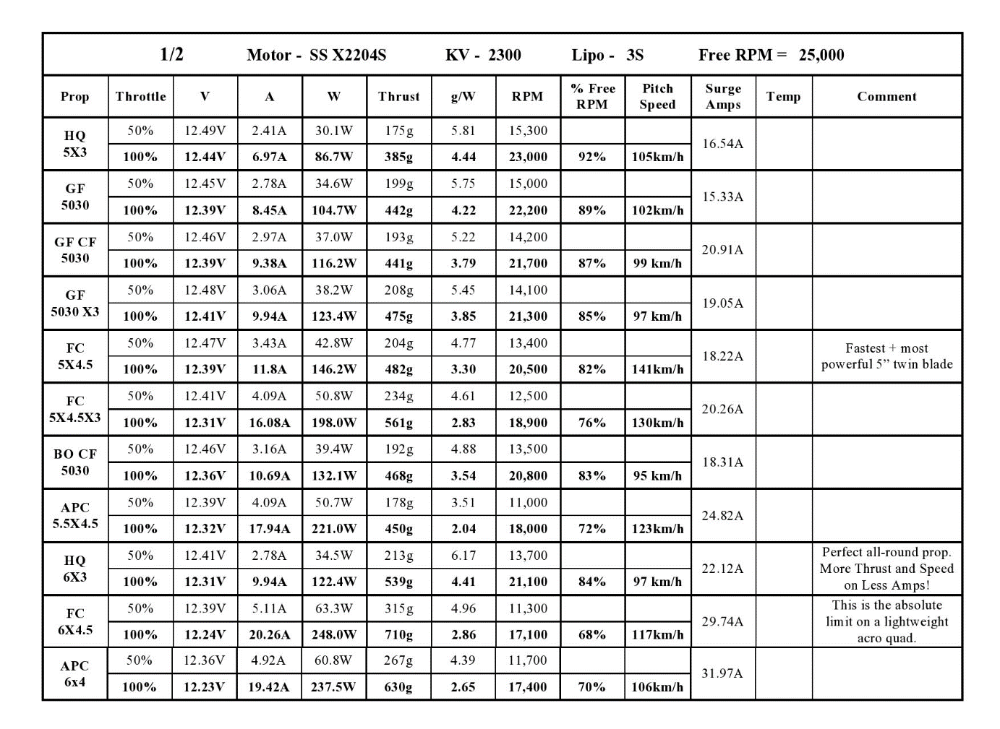 1/2 Motor - SS X2204S KV - 2300 Lipo - 3S Free RPM = 25,000
Prop Throttle V A W Thrust g/W RPM % Free RPM Pitch Speed Surge Amps Temp Comment
HQ 5X3 50% 12.49V 2.41A 30.1W 175g 5.81 15,300 16.54A
100% 12.44V 6.97A 86.7W 385g 4.44 23,000 92% 105km/h
GF 5030 50% 12.45V 2.78A 34.6W 199g 5.75 15,000 15.33A
100% 12.39V 8.45A 104.7W 442g 4.22 22,200 89% 102km/h
GF CF 5030 50% 12.46V 2.97A 37.0W 193g 5.22 14,200 20.91A
100% 12.39V 9.38A 116.2W 441g 3.79 21,700 87% 99 km/h
GF 5030 X3 50% 12.48V 3.06A 38.2W 208g 5.45 14,100 19.05A
100% 12.41V 9.94A 123.4W 475g 3.85 21,300 85% 97 km/h
FC 5X4.5 50% 12.47V 3.43A 42.8W 204g 4.77 13,400 18.22A Fastest + most powerful 5” twin blade
100% 12.39V 11.8A 146.2W 482g 3.30 20,500 82% 141km/h
FC 5X4.5X3 50% 12.41V 4.09A 50.8W 234g 4.61 12,500 20.26A
100% 12.31V 16.08A 198.0W 561g 2.83 18,900 76% 130km/h
BO CF 5030 50% 12.46V 3.16A 39.4W 192g 4.88 13,500 18.31A
100% 12.36V 10.69A 132.1W 468g 3.54 20,800 83% 95 km/h
APC 5.5X4.5 50% 12.39V 4.09A 50.7W 178g 3.51 11,000 24.82A
100% 12.32V 17.94A 221.0W 450g 2.04 18,000 72% 123km/h
HQ 6X3 50% 12.41V 2.78A 34.5W 213g 6.17 13,700 22.12A Perfect all-round prop. More Thrust and Speed on Less Amps!
100% 12.31V 9.94A 122.4W 539g 4.41 21,100 84% 97 km/h
FC 6X4.5 50% 12.39V 5.11A 63.3W 315g 4.96 11,300 29.74A This is the absolute limit on a lightweight acro quad.
100% 12.24V 20.26A 248.0W 710g 2.86 17,100 68% 117km/h
APC 6x4 50% 12.36V 4.92A 60.8W 267g 4.39 11,700 31.97A
100% 12.23V 19.42A 237.5W 630g 2.65 17,400 70% 106km/h